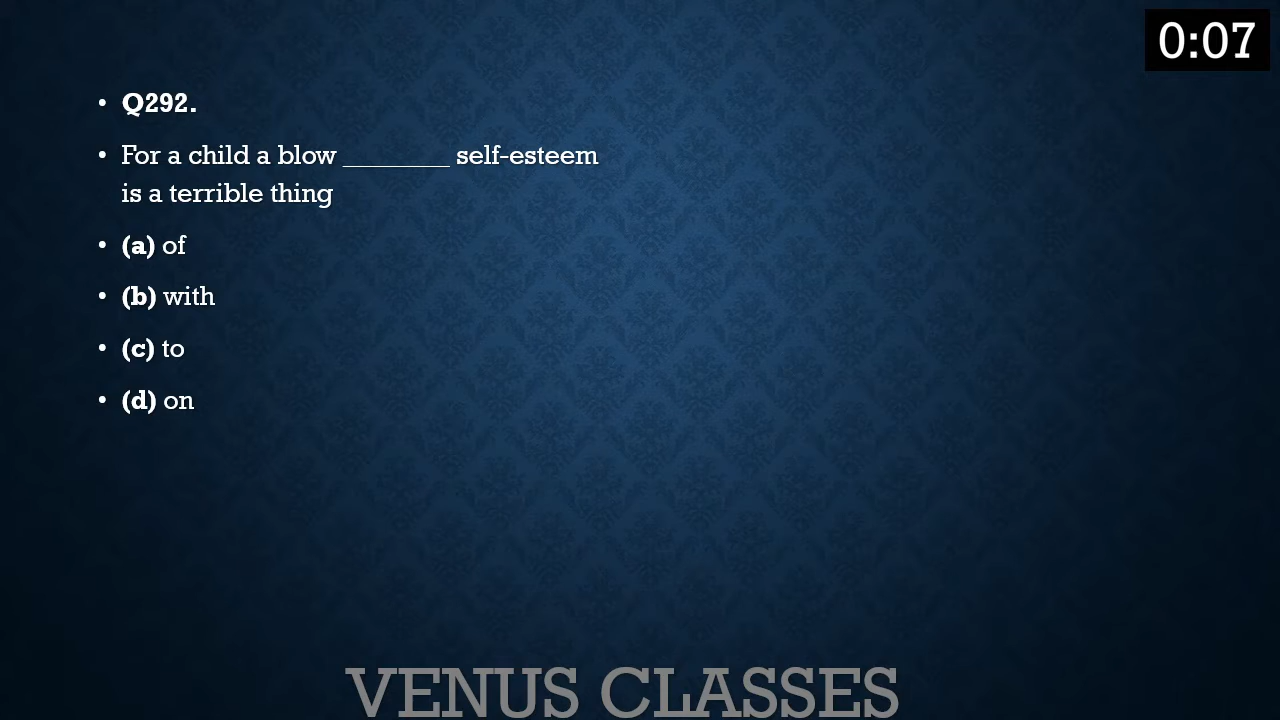 0:07
• Q292.
• For a child a blow ________ self-esteem
is a terrible thing
• (a) of
• (b) with
• (c) to
• (d) on
VENUS CLASSES